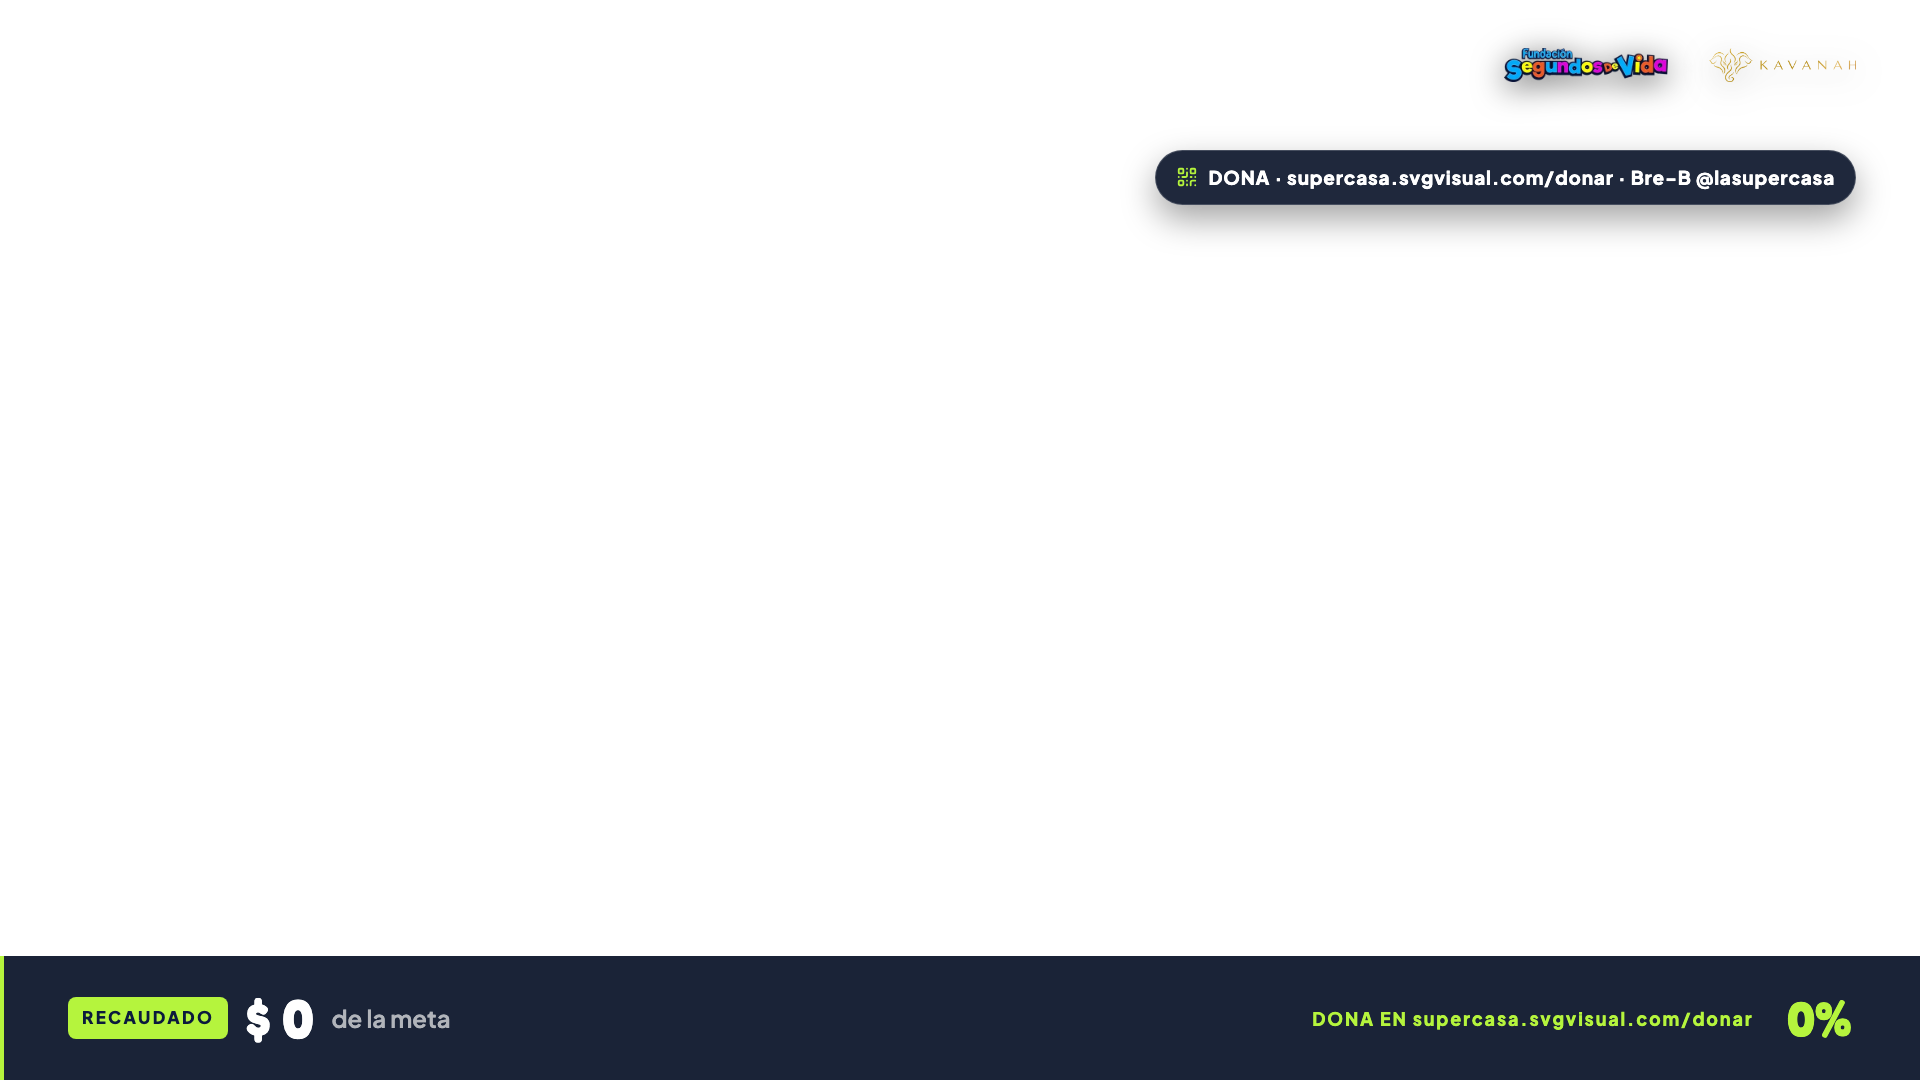 Fundación
Segundos De Vida
KAVANAH
DONA · supercasa.svgvisual.com/donar · Bre-B @lasupercasa
RECAUDADO $ 0 de la meta
DONA EN supercasa.svgvisual.com/donar 0%